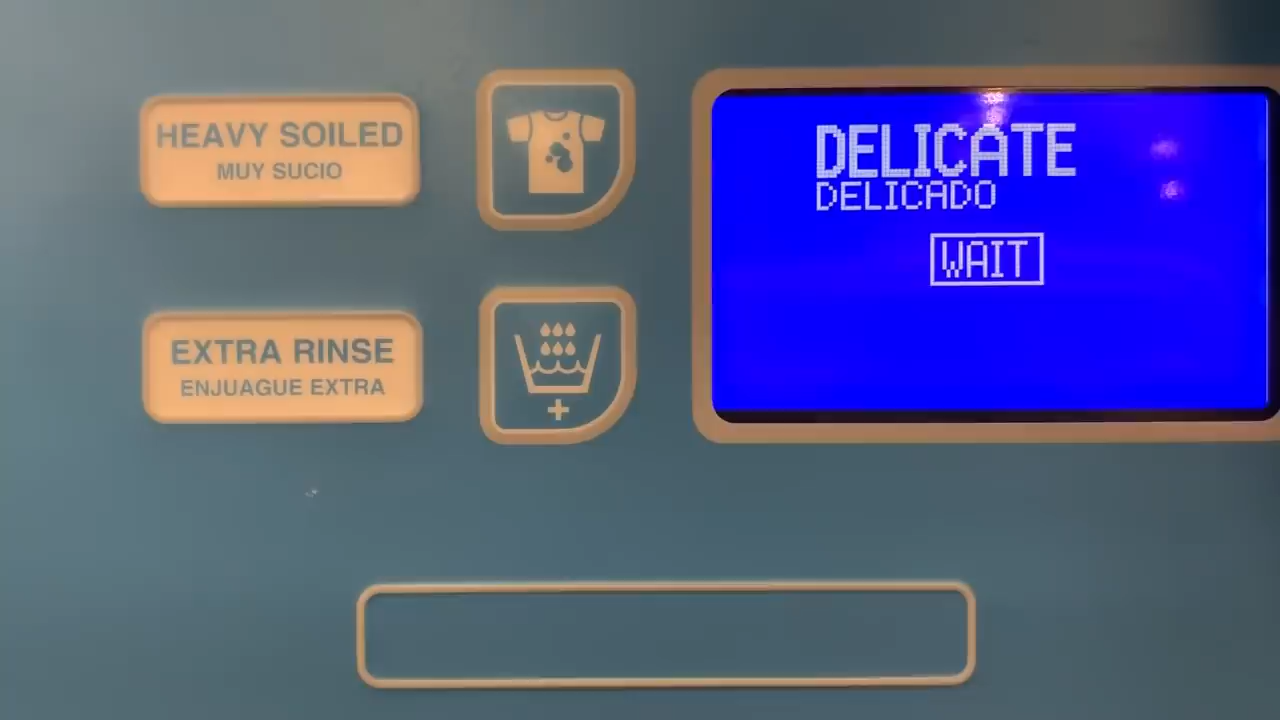 HEAVY SOILED
MUY SUCIO
EXTRA RINSE
ENJUAGUE EXTRA
DELICATE
DELICADO
WAIT